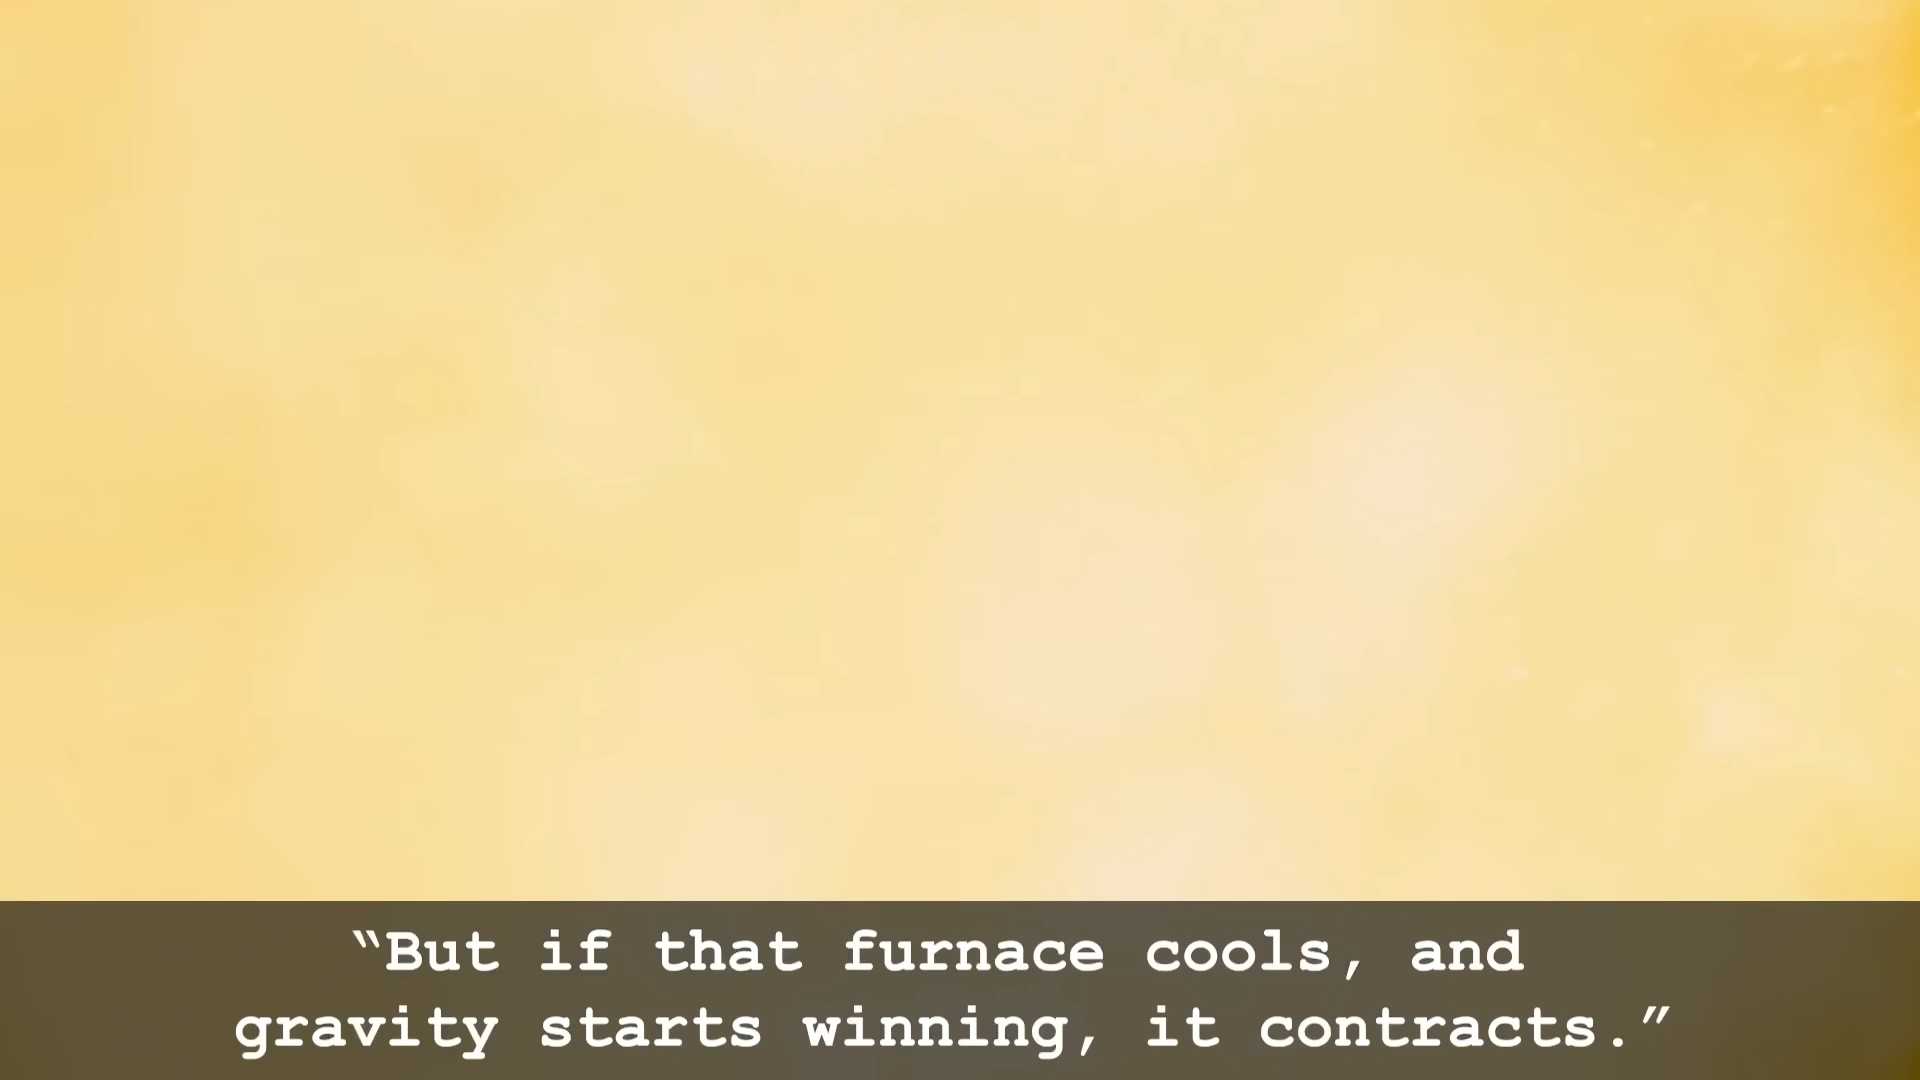 “But if that furnace cools, and
gravity starts winning, it contracts.”